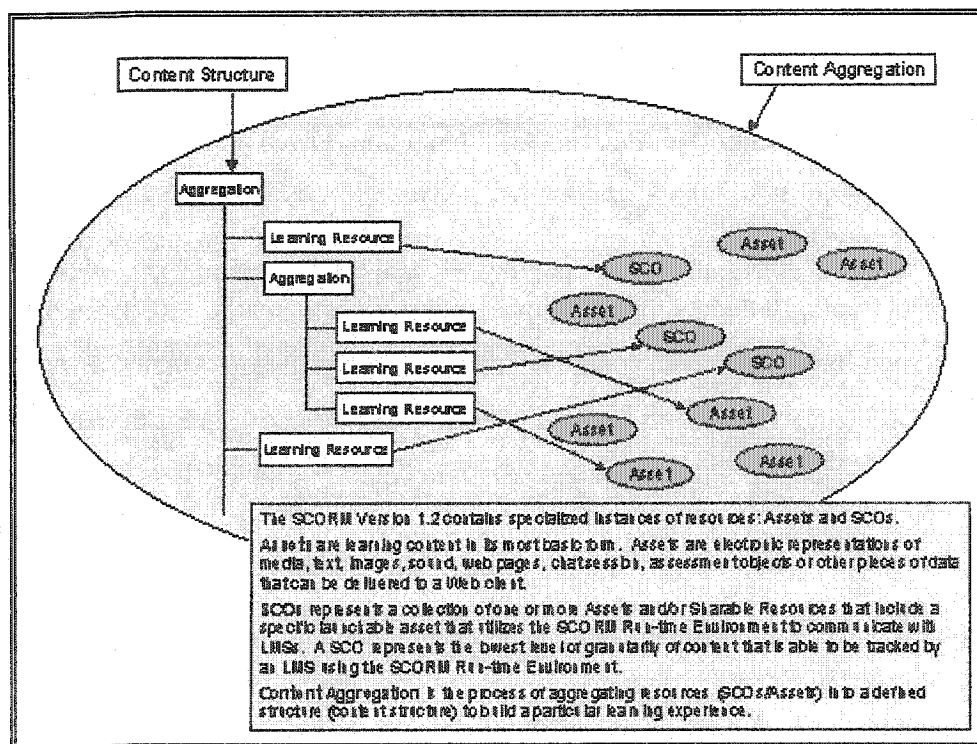 Content Structure
Content Aggregation
Aggregation
Learning Resource
Asset
Asset
SCO
Aggregation
Asset
Learning Resource
SCO
Learning Resource
SCO
Learning Resource
Asset
Asset
Learning Resource
Asset
Asset
The SCORM Version 1.2 contains specialized instances of resources: Assets and SCOs.
Assets are learning content in its most basic form. Assets are electronic representations of
media, text, images, sound, web pages, chat session, assessment objects or other pieces of data
that can be delivered to a Web client.
SCOs represents a collection of one or more Assets and/or Sharable Resources that include a
specific launchable asset that utilizes the SCORM Run-time Environment to communicate with
LMSs. A SCO represents the lowest level of granularity of content that is able to be tracked by
an LMS using the SCORM Run-time Environment.
Content Aggregation is the process of aggregating resources (SCOs/Assets) into a defined
structure (content structure) to build a particular learning experience.